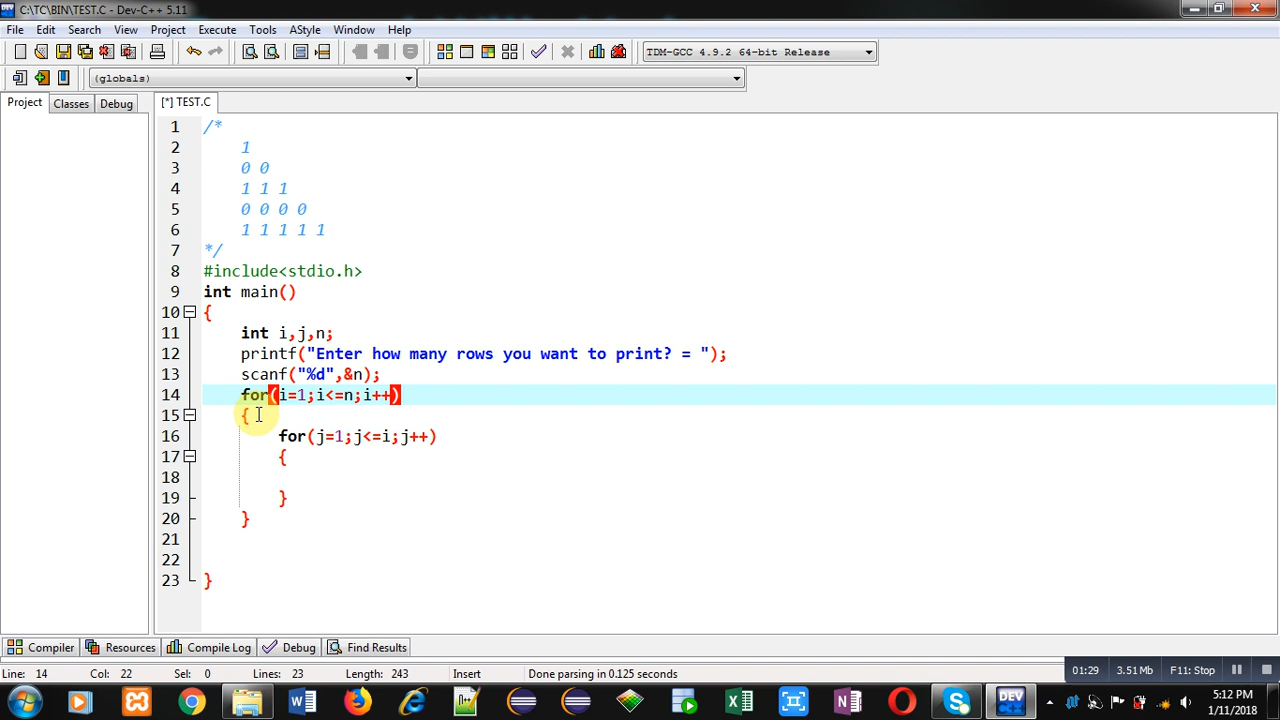 C:\TC\BIN\TEST.C - Dev-C++ 5.11
File Edit Search View Project Execute Tools AStyle Window Help
TDM-GCC 4.9.2 64-bit Release
(globals)
Project Classes Debug [*] TEST.C
1 /*
2 1
3 0 0
4 1 1 1
5 0 0 0 0
6 1 1 1 1 1
7 */
8 #include<stdio.h>
9 int main()
10 {
11 int i,j,n;
12 printf("Enter how many rows you want to print? = ");
13 scanf("%d",&n);
14 for(i=1;i<=n;i++)
15 {
16 for(j=1;j<=i;j++)
17 {
18
19 }
20 }
21
22
23 }
Compiler Resources Compile Log Debug Find Results
Line: 14 Col: 22 Sel: 0 Lines: 23 Length: 243 Insert Done parsing in 0.125 seconds
01:29 3.51 Mb F11: Stop
DEV C++
5:12 PM
1/11/2018